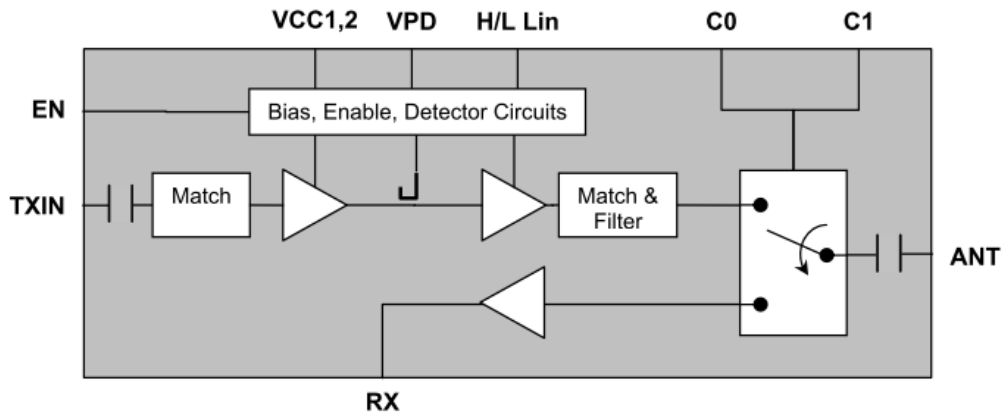 VCC1,2 VPD H/L Lin C0 C1
EN
Bias, Enable, Detector Circuits
TXIN
Match
Match &
Filter
ANT
RX